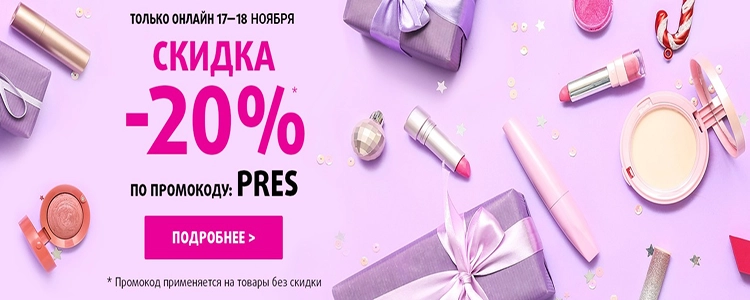 ТОЛЬКО ОНЛАЙН 17–18 НОЯБРЯ
СКИДКА
-20%*
ПО ПРОМОКОДУ: PRES
ПОДРОБНЕЕ >
* Промокод применяется на товары без скидки